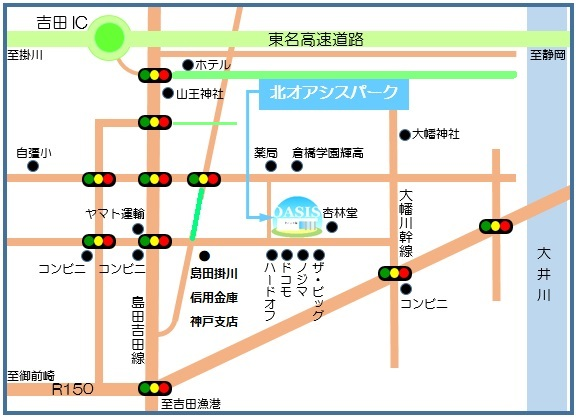 吉田IC
東名高速道路
至掛川
至静岡
ホテル
山王神社
北オアシスパーク
大幡神社
自彊小
薬局
倉橋学園輝高
OASIS
杏林堂
ヤマト運輸
大幡川幹線
コンビニ
コンビニ
島田掛川
信用金庫
神戸支店
ハードオフ
ドコモ
ノジマ
ザ・ビッグ
大井川
コンビニ
島田吉田線
至御前崎
R150
至吉田漁港